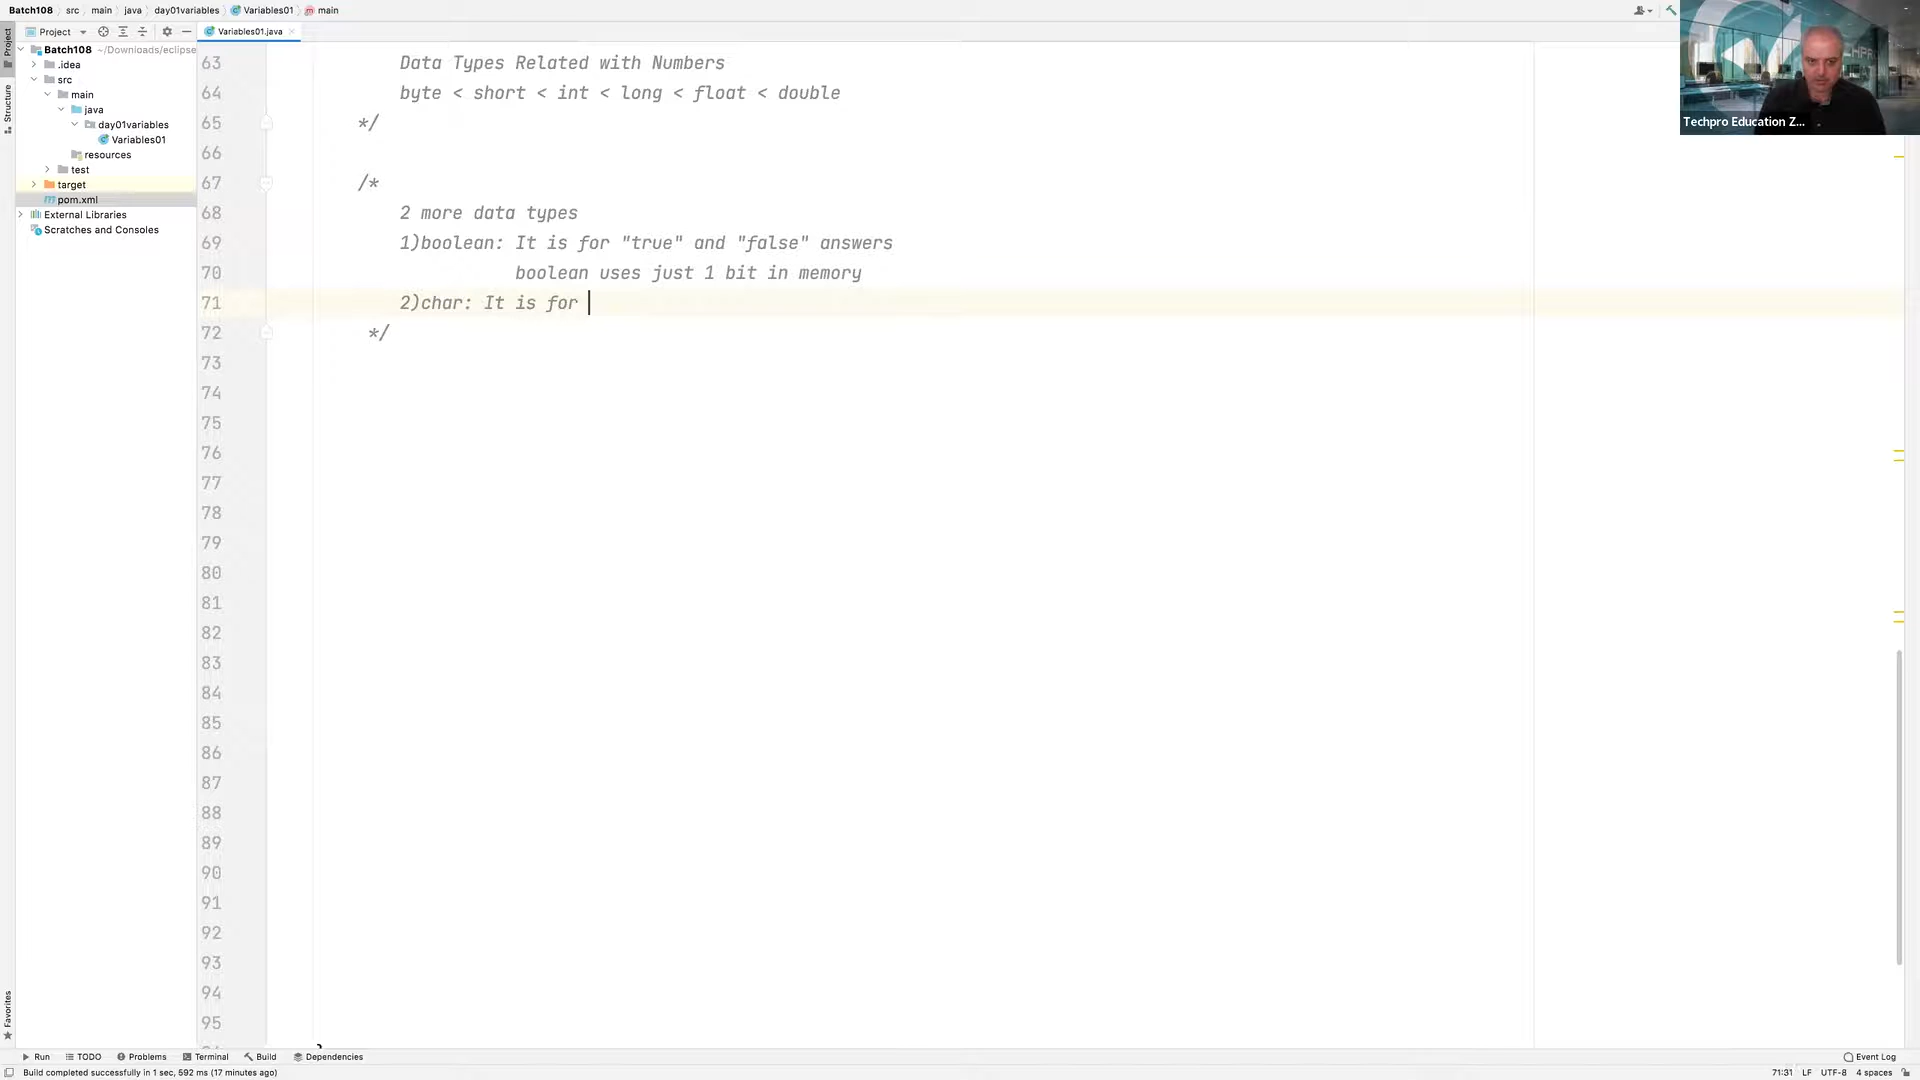 Batch108 src main java day01variables Variables01 main
Project
Variables01.java
Project
Batch108 ~/Downloads/eclipse
.idea
src
main
java
day01variables
Variables01
resources
test
target
pom.xml
External Libraries
Scratches and Consoles
Structure
Favorites
63 Data Types Related with Numbers
64 byte < short < int < long < float < double
65 */
66
67 /*
68 2 more data types
69 1)boolean: It is for "true" and "false" answers
70 boolean uses just 1 bit in memory
71 2)char: It is for
72 */
73
74
75
76
77
78
79
80
81
82
83
84
85
86
87
88
89
90
91
92
93
94
95
Techpro Education Z...
Run TODO Problems Terminal Build Dependencies Event Log
Build completed successfully in 1 sec, 592 ms (17 minutes ago) 71:31 LF UTF-8 4 spaces